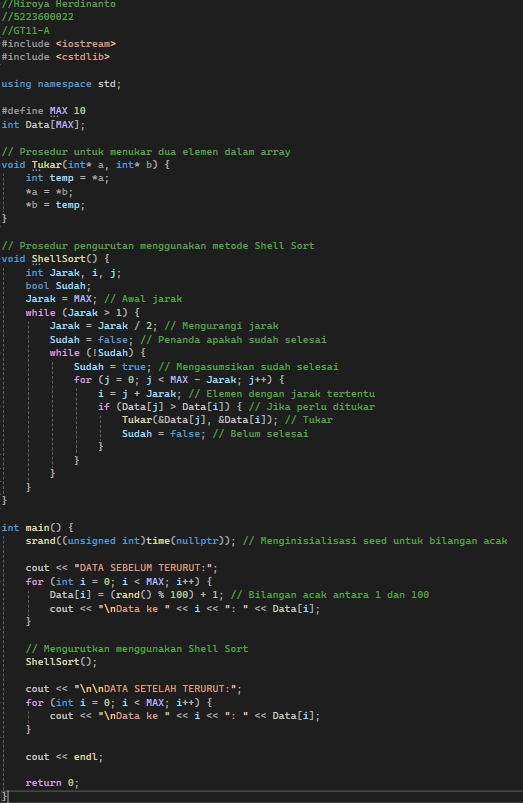 //Hiroya Herdinanto
//5223600022
//GT11-A
#include <iostream>
#include <cstdlib>
using namespace std;
#define MAX 10
int Data[MAX];
// Prosedur untuk menukar dua elemen dalam array
void Tukar(int* a, int* b) {
    int temp = *a;
    *a = *b;
    *b = temp;
}
// Prosedur pengurutan menggunakan metode Shell Sort
void ShellSort() {
    int Jarak, i, j;
    bool Sudah;
    Jarak = MAX; // Awal jarak
    while (Jarak > 1) {
        Jarak = Jarak / 2; // Mengurangi jarak
        Sudah = false; // Penanda apakah sudah selesai
        while (!Sudah) {
            Sudah = true; // Mengasumsikan sudah selesai
            for (j = 0; j < MAX - Jarak; j++) {
                i = j + Jarak; // Elemen dengan jarak tertentu
                if (Data[j] > Data[i]) { // Jika perlu ditukar
                    Tukar(&Data[j], &Data[i]); // Tukar
                    Sudah = false; // Belum selesai
                }
            }
        }
    }
}
int main() {
    srand((unsigned int)time(nullptr)); // Menginisialisasi seed untuk bilangan acak
    cout << "DATA SEBELUM TERURUT:";
    for (int i = 0; i < MAX; i++) {
        Data[i] = (rand() % 100) + 1; // Bilangan acak antara 1 dan 100
        cout << "\nData ke " << i << ": " << Data[i];
    }
    // Mengurutkan menggunakan Shell Sort
    ShellSort();
    cout << "\n\nDATA SETELAH TERURUT:";
    for (int i = 0; i < MAX; i++) {
        cout << "\nData ke " << i << ": " << Data[i];
    }
    cout << endl;
    return 0;
}